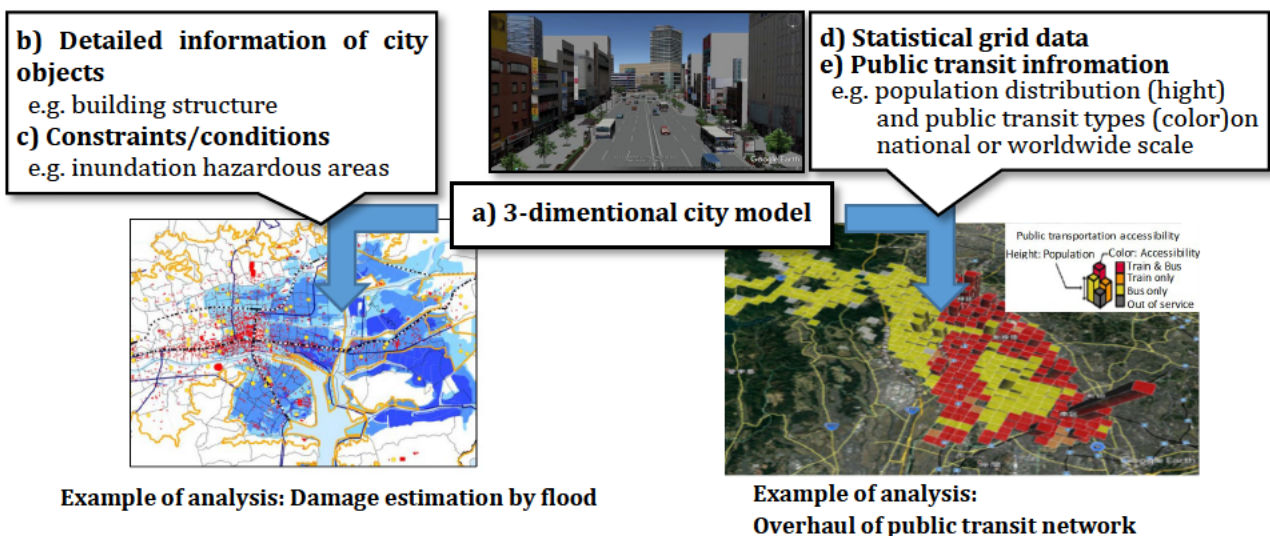 b) Detailed information of city
objects
e.g. building structure
c) Constraints/conditions
e.g. inundation hazardous areas
Google Earth
d) Statistical grid data
e) Public transit infromation
e.g. population distribution (hight)
and public transit types (color)on
national or worldwide scale
a) 3-dimentional city model
Public transportation accessibility
Height: Population
Color: Accessibility
Train & Bus
Train only
Bus only
Out of service
Example of analysis: Damage estimation by flood
Example of analysis:
Overhaul of public transit network